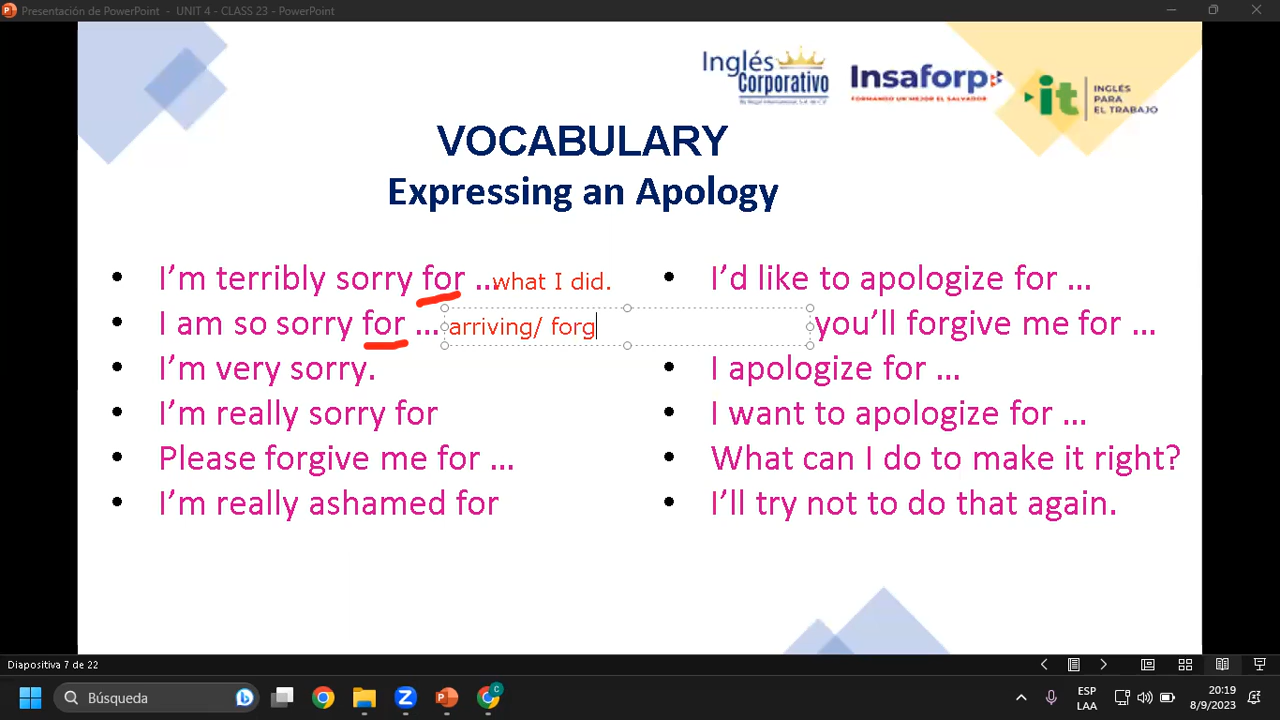 Presentación de PowerPoint - UNIT 4 - CLASS 23 - PowerPoint
Inglés
Corporativo
Insaforp
FORMANDO UN MEJOR EL SALVADOR
it
INGLÉS
PARA
EL TRABAJO
VOCABULARY
Expressing an Apology
• I'm terribly sorry for ... what I did.
• I am so sorry for ... arriving/ forg
• I'm very sorry.
• I'm really sorry for
• Please forgive me for ...
• I'm really ashamed for
• I'd like to apologize for ...
you'll forgive me for ...
• I apologize for ...
• I want to apologize for ...
• What can I do to make it right?
• I'll try not to do that again.
Diapositiva 7 de 22
Búsqueda
ESP
LAA
20:19
8/9/2023